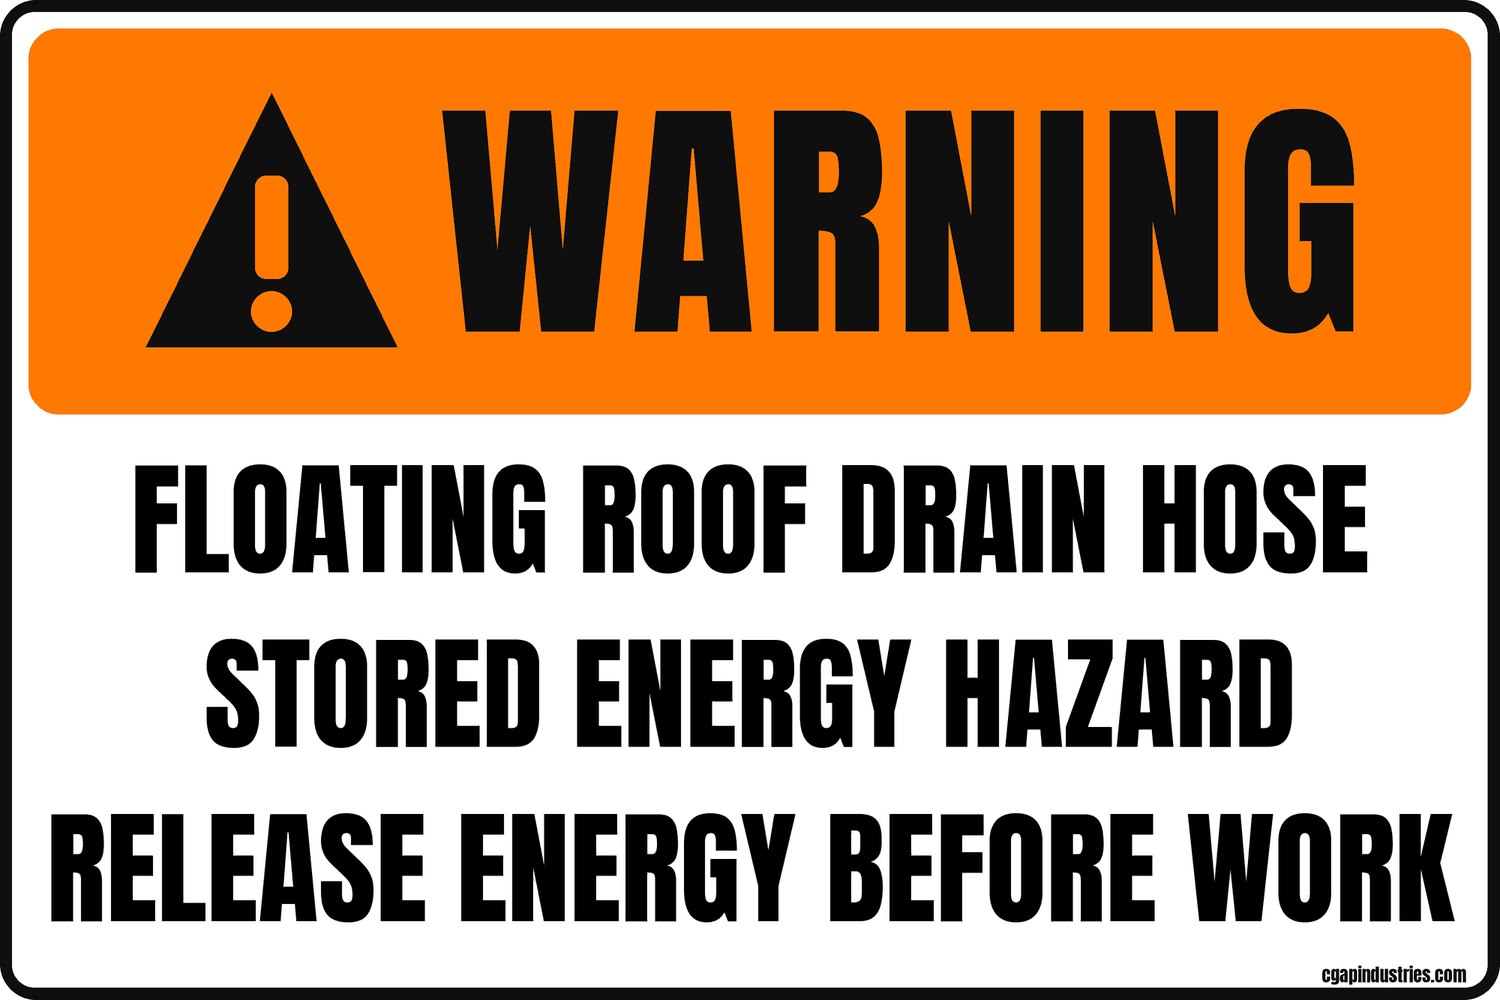 WARNING
FLOATING ROOF DRAIN HOSE
STORED ENERGY HAZARD
RELEASE ENERGY BEFORE WORK
cgapindustries.com